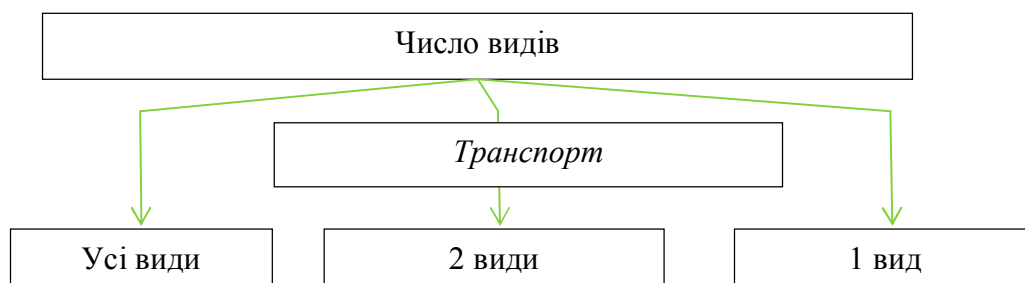 Число видів
Транспорт
Усі види
2 види
1 вид